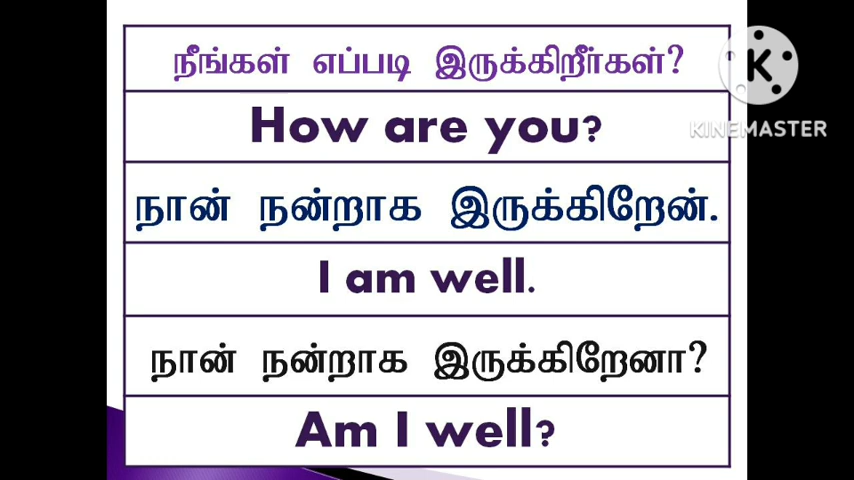 நீங்கள் எப்படி இருக்கிறீர்கள்?
K
KINEMASTER
How are you?
நான் நன்றாக இருக்கிறேன்.
I am well.
நான் நன்றாக இருக்கிறேனா?
Am I well?